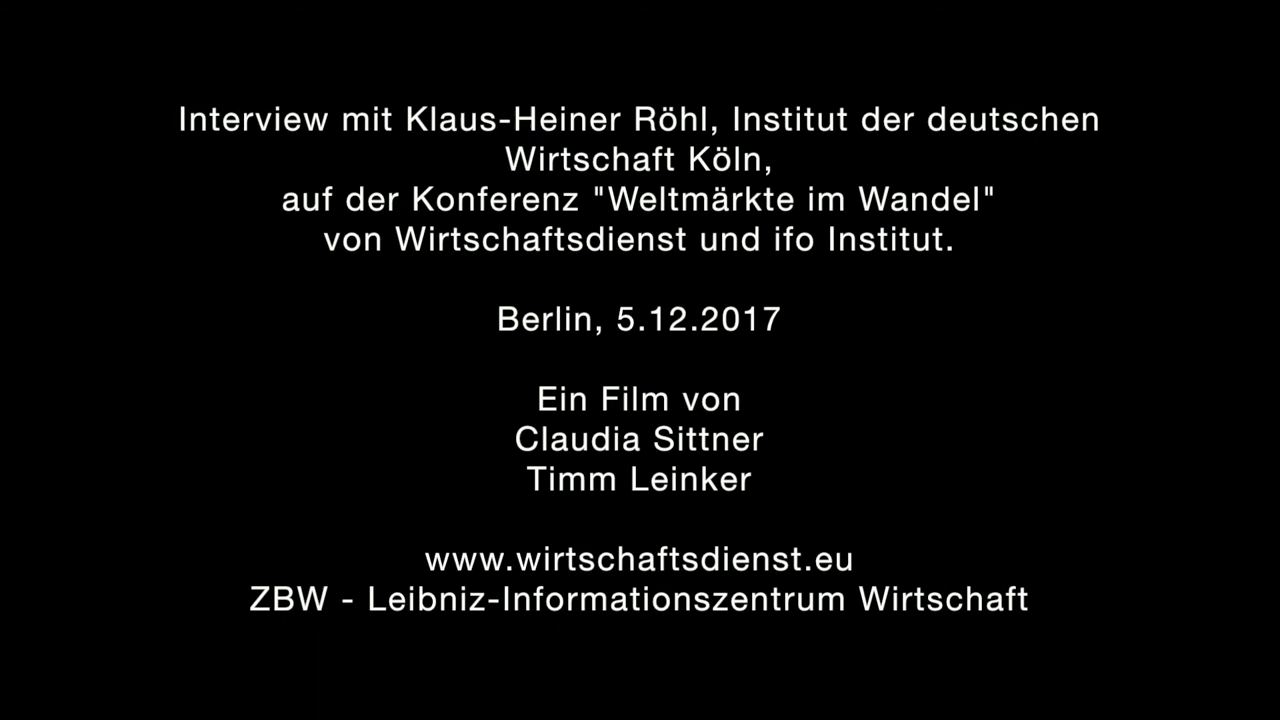 Interview mit Klaus-Heiner Röhl, Institut der deutschen
Wirtschaft Köln,
auf der Konferenz "Weltmärkte im Wandel"
von Wirtschaftsdienst und ifo Institut.
Berlin, 5.12.2017
Ein Film von
Claudia Sittner
Timm Leinker
www.wirtschaftsdienst.eu
ZBW - Leibniz-Informationszentrum Wirtschaft